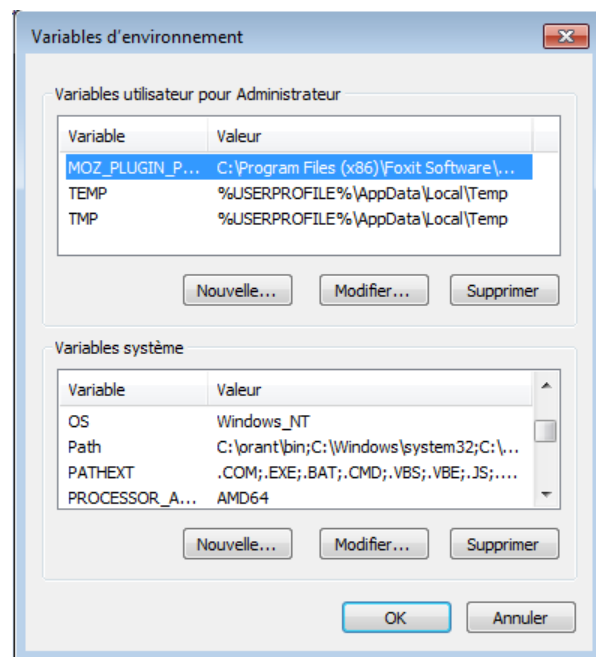 Variables d'environnement
Variables utilisateur pour Administrateur
Variable Valeur
MOZ_PLUGIN_P... C:\Program Files (x86)\Foxit Software\...
TEMP %USERPROFILE%\AppData\Local\Temp
TMP %USERPROFILE%\AppData\Local\Temp
Nouvelle... Modifier... Supprimer
Variables système
Variable Valeur
OS Windows_NT
Path C:\orant\bin;C:\Windows\system32;C:\...
PATHEXT .COM;.EXE;.BAT;.CMD;.VBS;.VBE;.JS;....
PROCESSOR_A... AMD64
Nouvelle... Modifier... Supprimer
OK Annuler